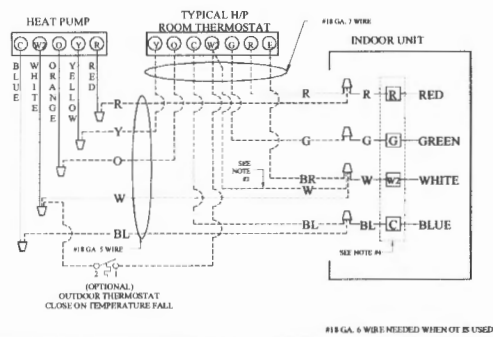 HEAT PUMP
TYPICAL H/P
ROOM THERMOSTAT
#18 GA. 7 WIRE
INDOOR UNIT
C W2 O Y R
Y O C W2 G R E
BLUE
WHITE
ORANGE
YELLOW
RED
R
R R R RED
Y
G G G GREEN
O
SEE
NOTE
BR
W
W W2 WHITE
W
BL
BL BL C BLUE
#18 GA. 5 WIRE
SEE NOTE #4
2 1
(OPTIONAL)
OUTDOOR THERMOSTAT
CLOSE ON TEMPERATURE FALL
#18 GA. 6 WIRE NEEDED WHEN OT IS USED